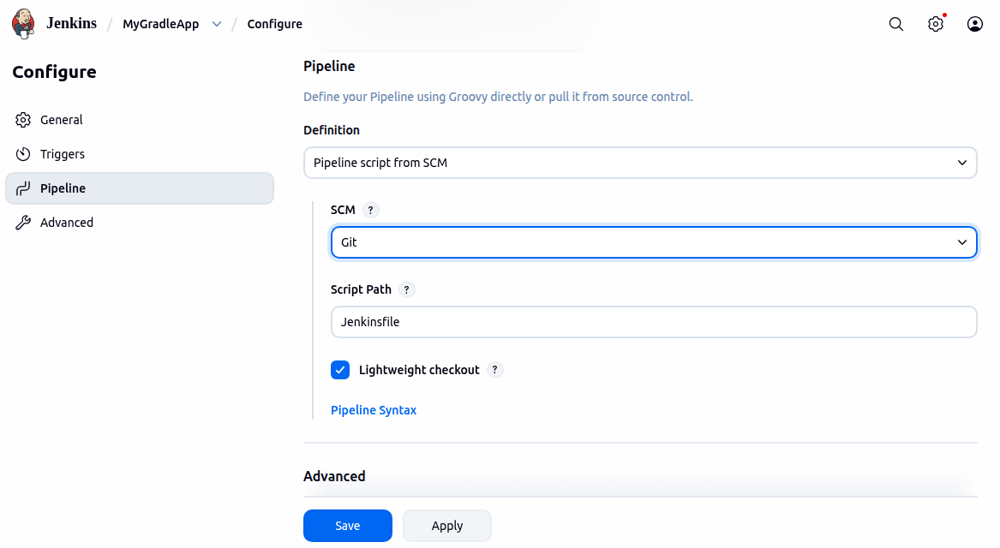 Jenkins / MyGradleApp / Configure
Configure
General
Triggers
Pipeline
Advanced
Pipeline
Define your Pipeline using Groovy directly or pull it from source control.
Definition
Pipeline script from SCM
SCM ?
Git
Script Path ?
Jenkinsfile
Lightweight checkout ?
Pipeline Syntax
Advanced
Save Apply